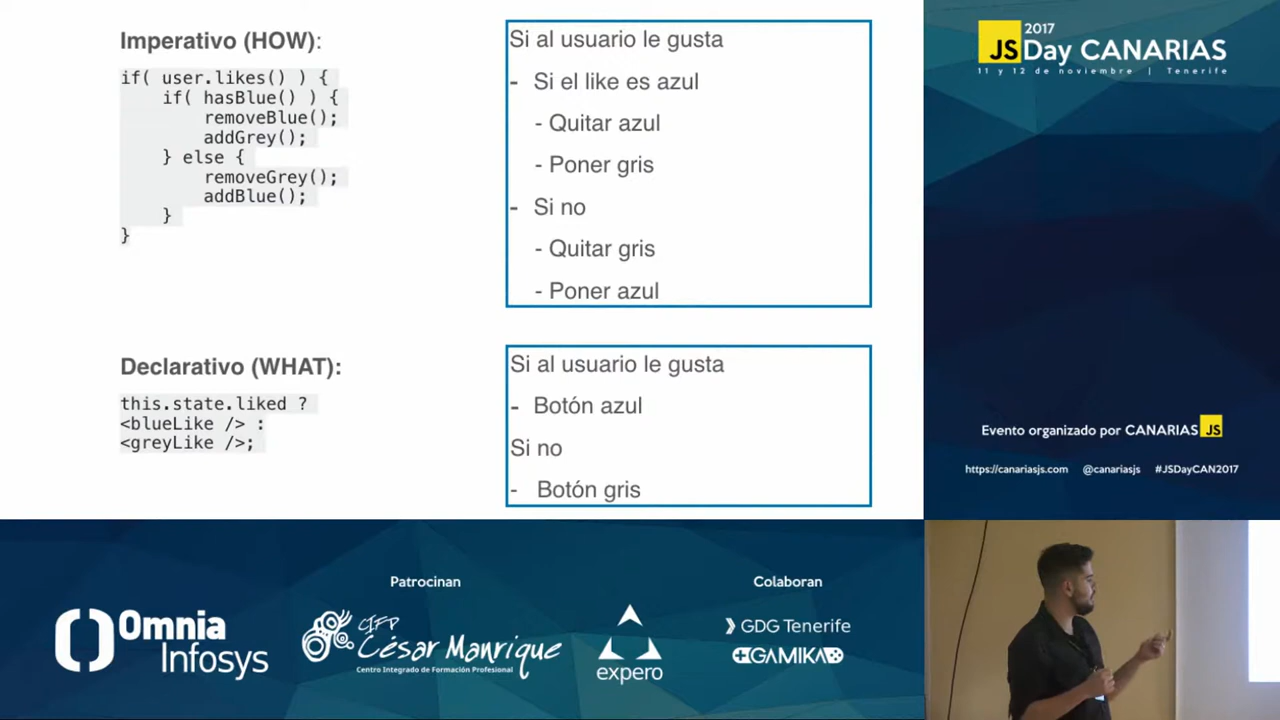 Imperativo (HOW):
if( user.likes() ) {
    if( hasBlue() ) {
        removeBlue();
        addGrey();
    } else {
        removeGrey();
        addBlue();
    }
}
Si al usuario le gusta
- Si el like es azul
- Quitar azul
- Poner gris
- Si no
- Quitar gris
- Poner azul
Declarativo (WHAT):
this.state.liked ?
<blueLike /> :
<greyLike />;
Si al usuario le gusta
- Botón azul
Si no
- Botón gris
2017
JS Day CANARIAS
11 y 12 de noviembre | Tenerife
Evento organizado por CANARIAS JS
https://canariasjs.com @canariasjs #JSDayCAN2017
Patrocinan
Omnia
Infosys
CIFP
César Manrique
Centro Integrado de Formación Profesional
expero
Colaboran
GDG Tenerife
GAMIKA